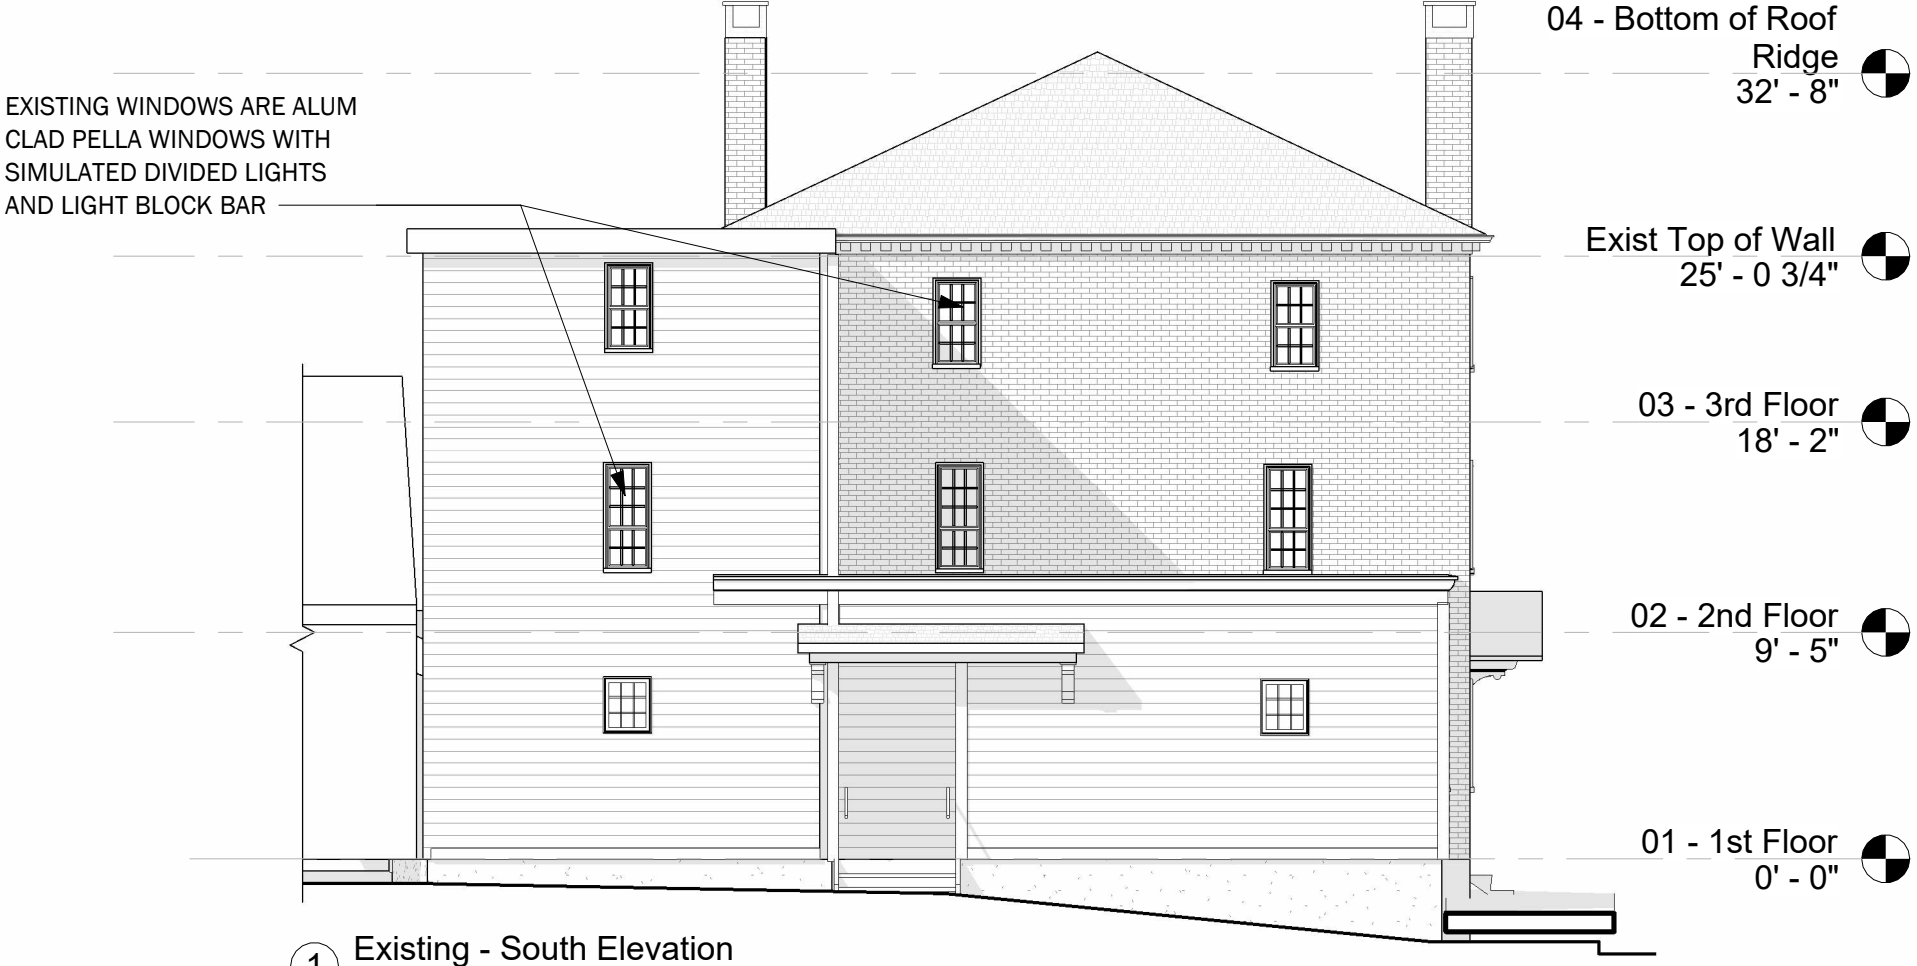 04 - Bottom of Roof
Ridge
32' - 8"
EXISTING WINDOWS ARE ALUM
CLAD PELLA WINDOWS WITH
SIMULATED DIVIDED LIGHTS
AND LIGHT BLOCK BAR
Exist Top of Wall
25' - 0 3/4"
03 - 3rd Floor
18' - 2"
02 - 2nd Floor
9' - 5"
01 - 1st Floor
0' - 0"
1
Existing - South Elevation